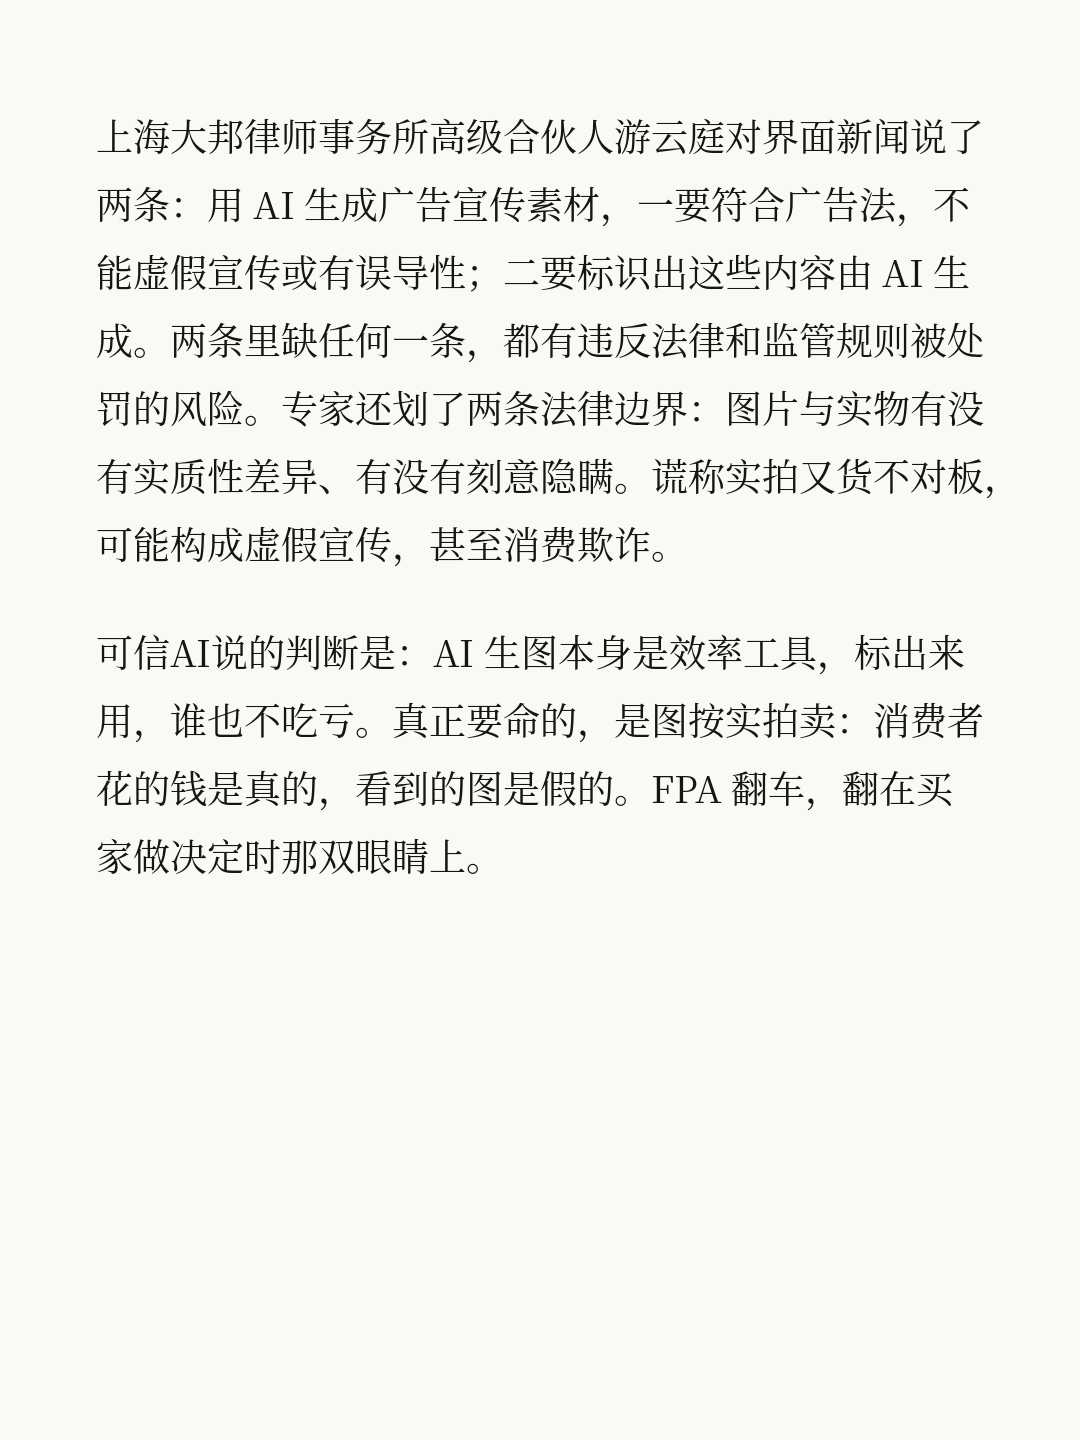 上海大邦律师事务所高级合伙人游云庭对界面新闻说了
两条：用 AI 生成广告宣传素材，一要符合广告法，不
能虚假宣传或有误导性；二要标识出这些内容由 AI 生
成。两条里缺任何一条，都有违反法律和监管规则被处
罚的风险。专家还划了两条法律边界：图片与实物有没
有实质性差异、有没有刻意隐瞒。谎称实拍又货不对板，
可能构成虚假宣传，甚至消费欺诈。
可信AI说的判断是：AI 生图本身是效率工具，标出来
用，谁也不吃亏。真正要命的，是图按实拍卖：消费者
花的钱是真的，看到的图是假的。FPA 翻车，翻在买
家做决定时那双眼睛上。